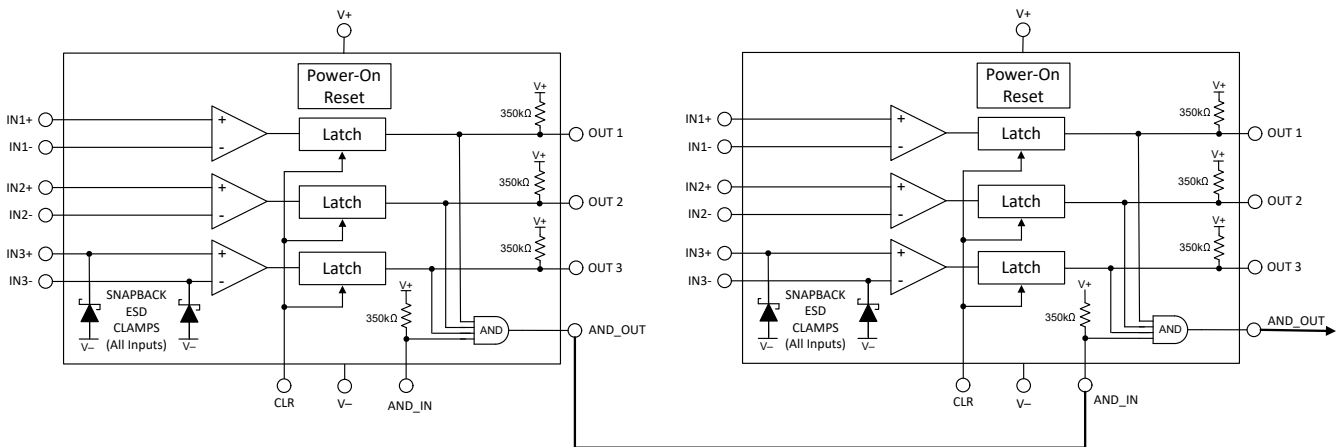 V+
Power-On
Reset
V+
350kΩ
IN1+
+
Latch
OUT 1
IN1-
-
V+
350kΩ
IN2+
+
Latch
OUT 2
IN2-
-
V+
350kΩ
IN3+
+
Latch
OUT 3
IN3-
-
SNAPBACK
ESD
CLAMPS
(All Inputs)
V–
V–
V+
350kΩ
AND
AND_OUT
CLR
V–
AND_IN
V+
Power-On
Reset
V+
350kΩ
IN1+
+
Latch
OUT 1
IN1-
-
V+
350kΩ
IN2+
+
Latch
OUT 2
IN2-
-
V+
350kΩ
IN3+
+
Latch
OUT 3
IN3-
-
SNAPBACK
ESD
CLAMPS
(All Inputs)
V–
V–
V+
350kΩ
AND
AND_OUT
CLR
V–
AND_IN